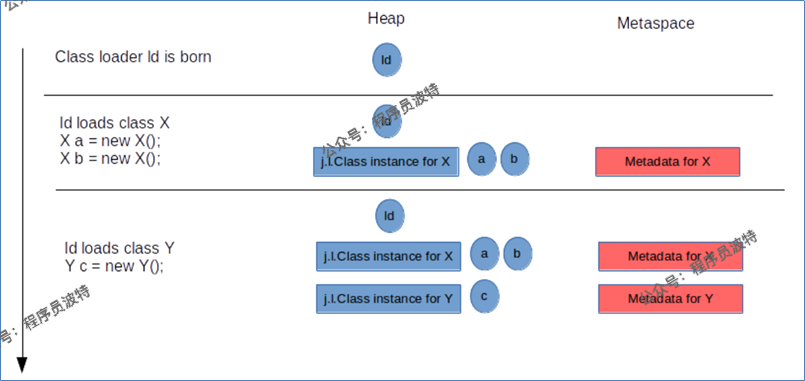 Heap
Metaspace
Class loader Id is born
Id
Id loads class X
X a = new X();
X b = new X();
Id
j.l.Class instance for X
a
b
Metadata for X
Id loads class Y
Y c = new Y();
Id
j.l.Class instance for X
a
b
Metadata for X
j.l.Class instance for Y
c
Metadata for Y
公众号：程序员波特
公众号：程序员波特
号：程序员波特
公众